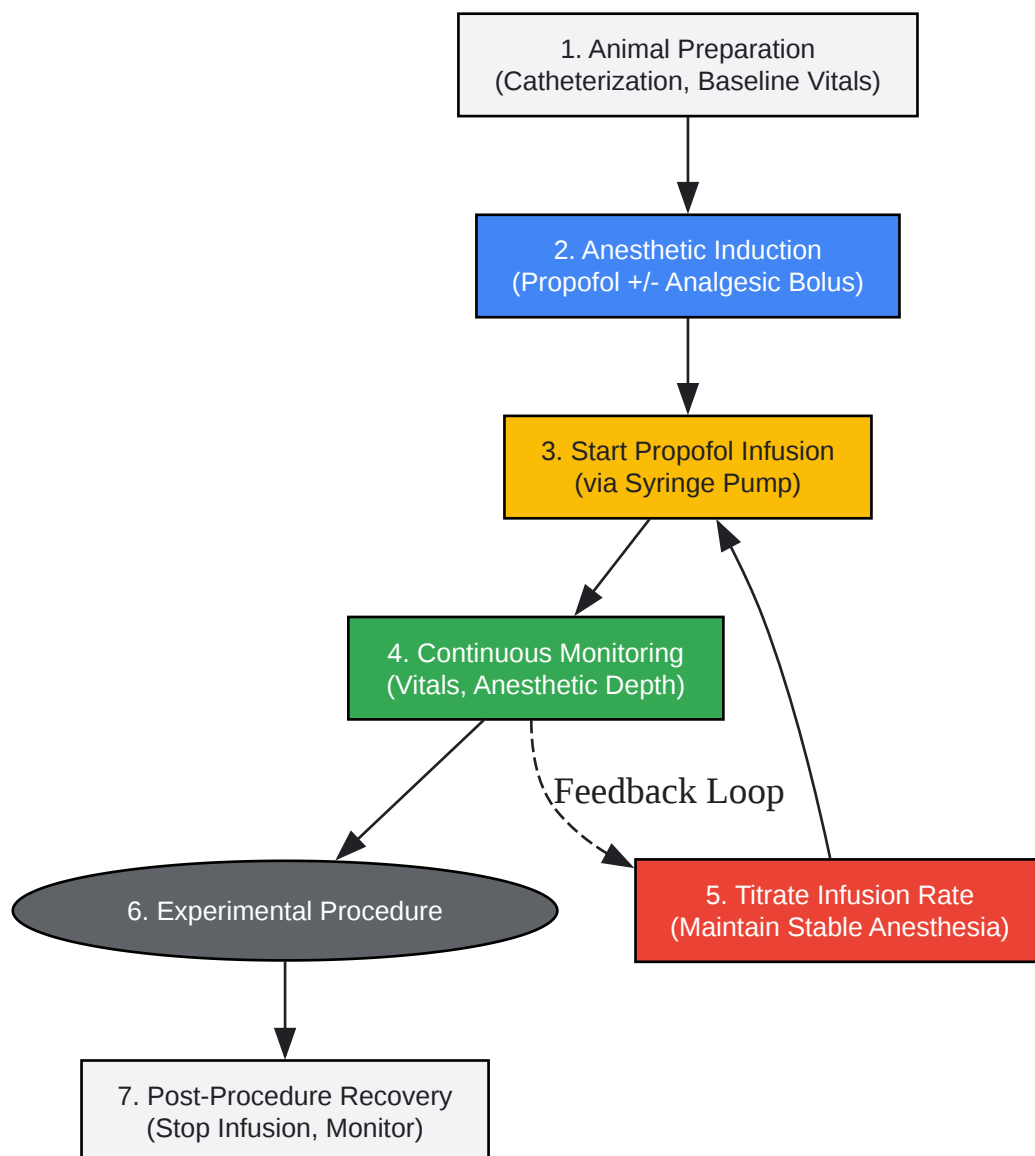 1. Animal Preparation
(Catheterization, Baseline Vitals)
2. Anesthetic Induction
(Propofol +/- Analgesic Bolus)
3. Start Propofol Infusion
(via Syringe Pump)
4. Continuous Monitoring
(Vitals, Anesthetic Depth)
Feedback Loop
5. Titrate Infusion Rate
(Maintain Stable Anesthesia)
6. Experimental Procedure
7. Post-Procedure Recovery
(Stop Infusion, Monitor)